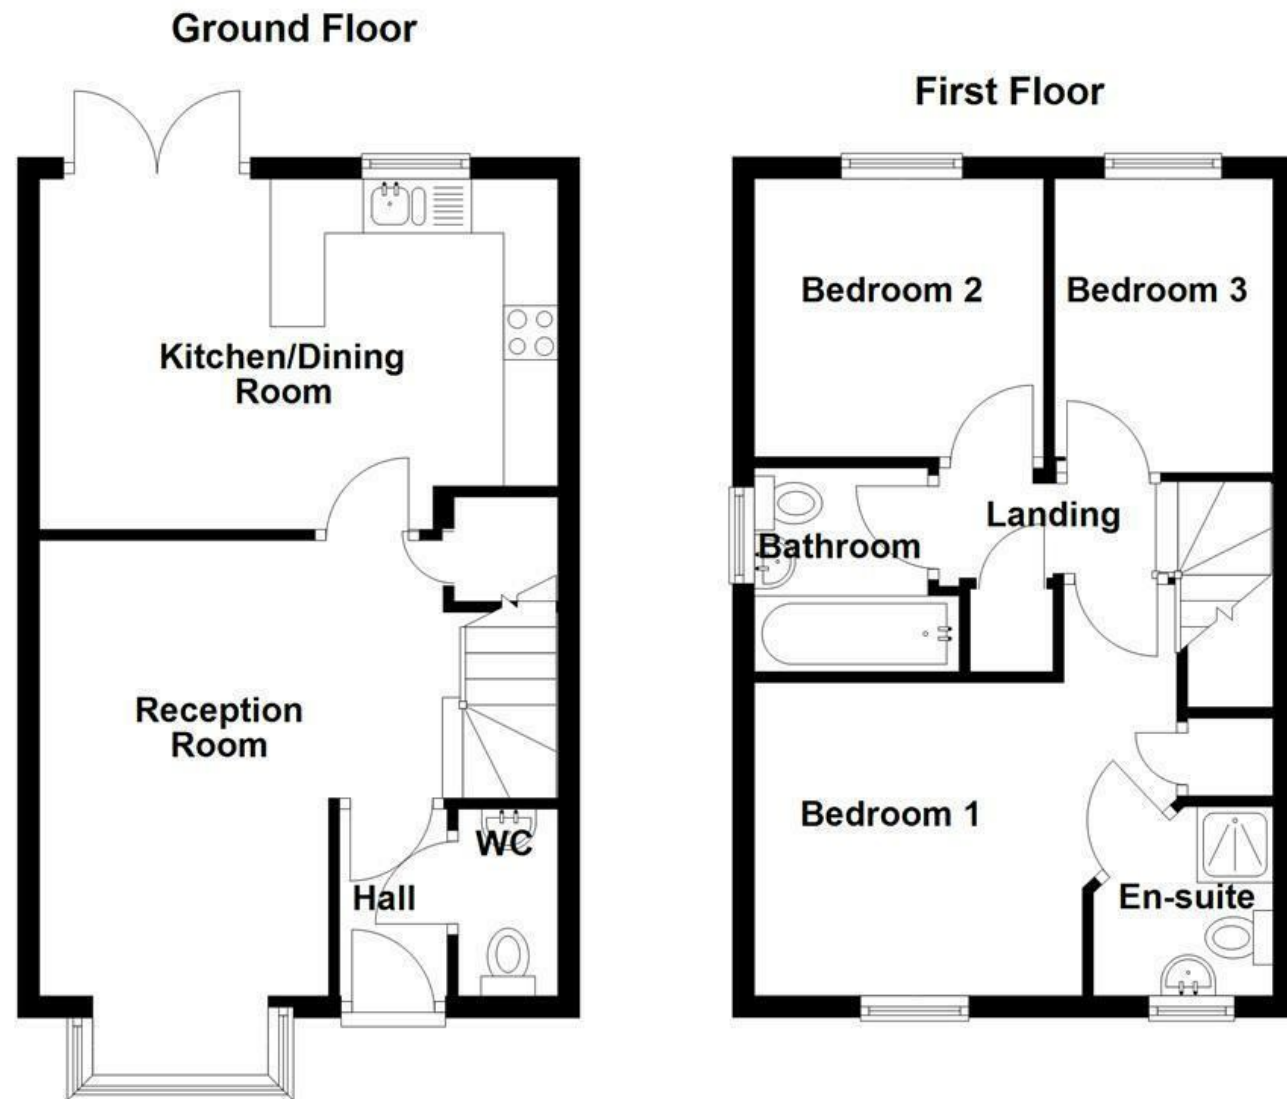 Ground Floor
Kitchen/Dining
Room
Reception
Room
WC
Hall
First Floor
Bedroom 2
Bedroom 3
Landing
Bathroom
Bedroom 1
En-suite